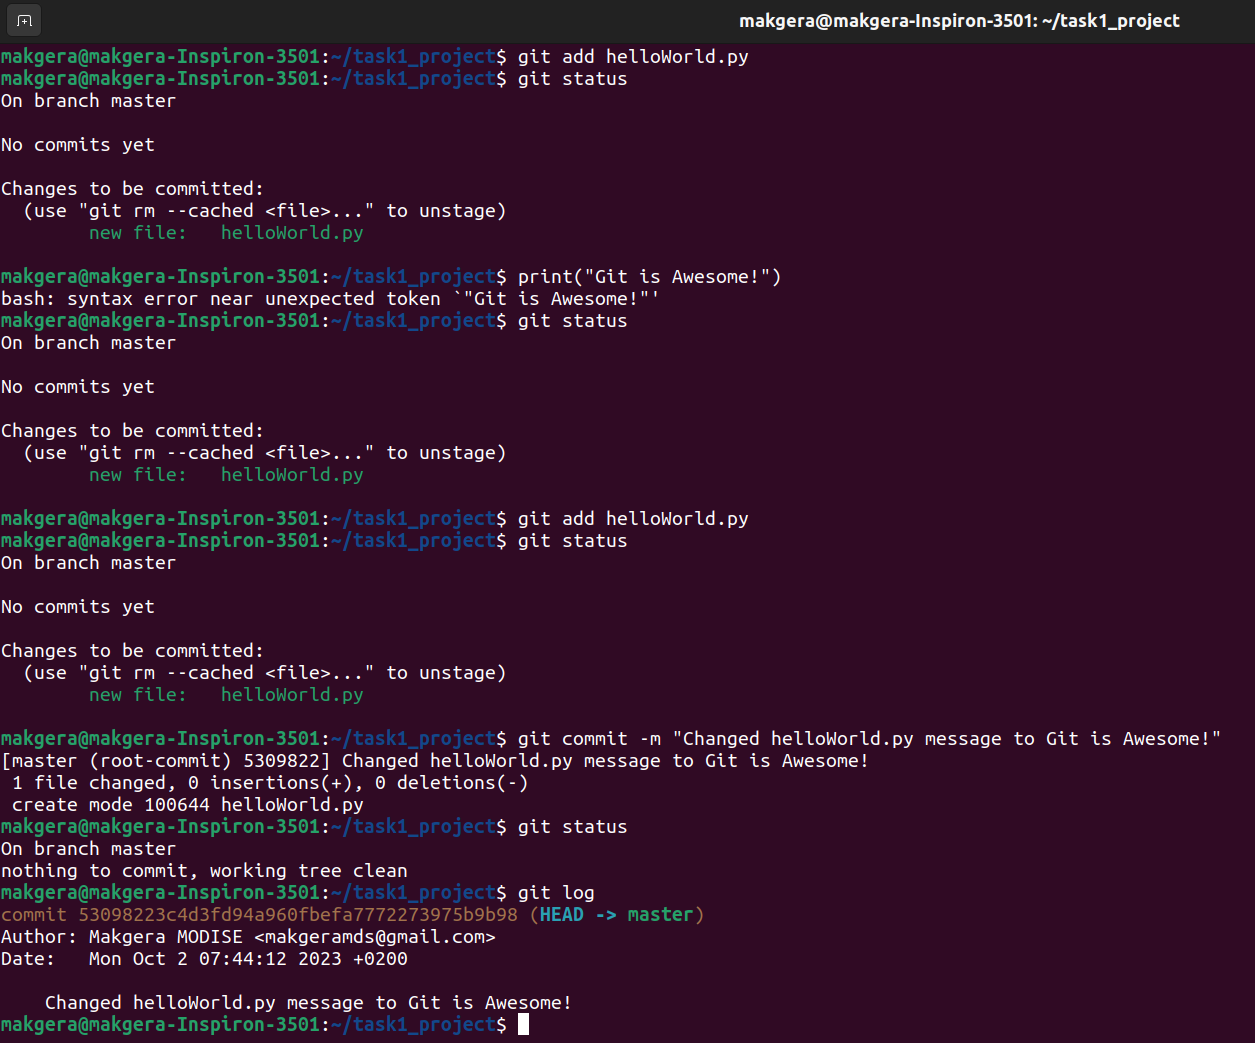 makgera@makgera-Inspiron-3501: ~/task1_project
makgera@makgera-Inspiron-3501:~/task1_project$ git add helloWorld.py
makgera@makgera-Inspiron-3501:~/task1_project$ git status
On branch master

No commits yet

Changes to be committed:
  (use "git rm --cached <file>..." to unstage)
        new file:   helloWorld.py

makgera@makgera-Inspiron-3501:~/task1_project$ print("Git is Awesome!")
bash: syntax error near unexpected token `"Git is Awesome!"'
makgera@makgera-Inspiron-3501:~/task1_project$ git status
On branch master

No commits yet

Changes to be committed:
  (use "git rm --cached <file>..." to unstage)
        new file:   helloWorld.py

makgera@makgera-Inspiron-3501:~/task1_project$ git add helloWorld.py
makgera@makgera-Inspiron-3501:~/task1_project$ git status
On branch master

No commits yet

Changes to be committed:
  (use "git rm --cached <file>..." to unstage)
        new file:   helloWorld.py

makgera@makgera-Inspiron-3501:~/task1_project$ git commit -m "Changed helloWorld.py message to Git is Awesome!"
[master (root-commit) 5309822] Changed helloWorld.py message to Git is Awesome!
 1 file changed, 0 insertions(+), 0 deletions(-)
 create mode 100644 helloWorld.py
makgera@makgera-Inspiron-3501:~/task1_project$ git status
On branch master
nothing to commit, working tree clean
makgera@makgera-Inspiron-3501:~/task1_project$ git log
commit 53098223c4d3fd94a960fbefa7772273975b9b98 (HEAD -> master)
Author: Makgera MODISE <makgeramds@gmail.com>
Date:   Mon Oct 2 07:44:12 2023 +0200

    Changed helloWorld.py message to Git is Awesome!
makgera@makgera-Inspiron-3501:~/task1_project$